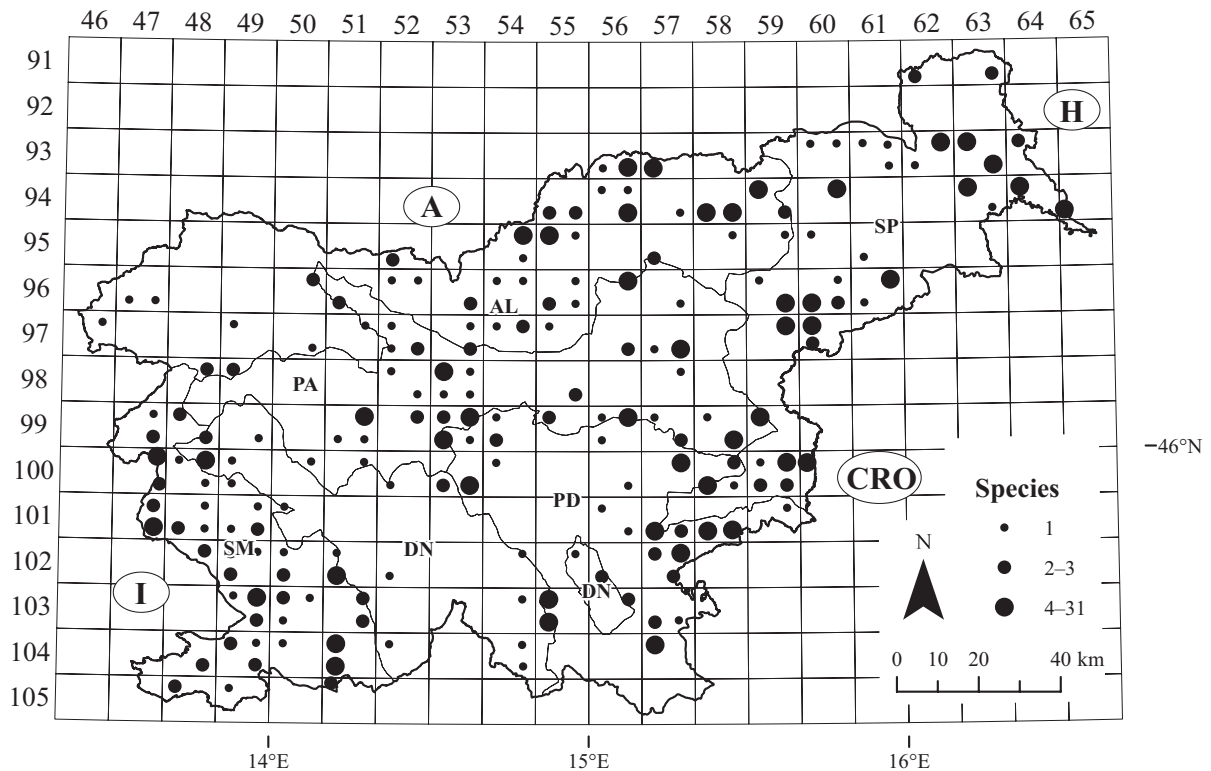 46 47 48 49 50 51 52 53 54 55 56 57 58 59 60 61 62 63 64 65
91
92
H
93
94
A
SP
95
96
AL
97
98
PA
99
−46°N
100
CRO
PD
Species
101
1
SM
DN
N
102
2–3
I
DN
103
4–31
104
0 10 20 40 km
105
14°E 15°E 16°E